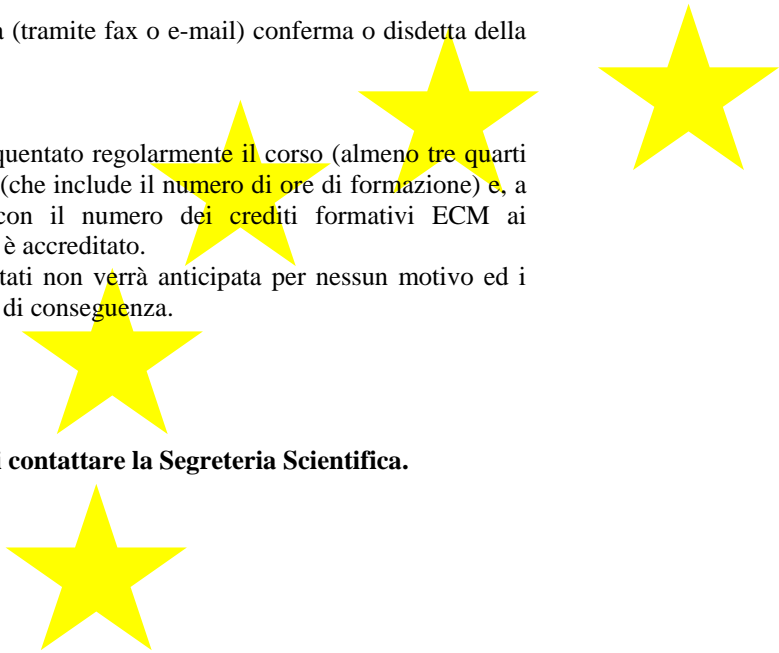 (tramite fax o e-mail) conferma o disdetta della
quentato regolarmente il corso (almeno tre quarti
(che include il numero di ore di formazione) e, a
con il numero dei crediti formativi ECM ai
è accreditato.
tati non verrà anticipata per nessun motivo ed i
di conseguenza.
i contattare la Segreteria Scientifica.